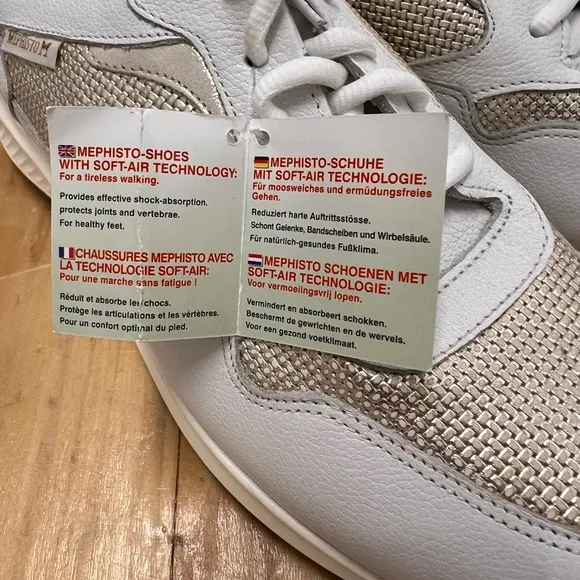 MEPHISTO
MEPHISTO-SHOES
WITH SOFT-AIR TECHNOLOGY:
For a tireless walking.
Provides effective shock-absorption.
protects joints and vertebrae.
For healthy feet.
CHAUSSURES MEPHISTO AVEC
LA TECHNOLOGIE SOFT-AIR:
Pour une marche sans fatigue !
Réduit et absorbe les chocs.
Protège les articulations et les vértèbres.
Pour un confort optimal du pied.
MEPHISTO-SCHUHE
MIT SOFT-AIR TECHNOLOGIE:
Für moosweiches und ermüdungsfreies
Gehen.
Reduziert harte Auftrittsstösse.
Schont Gelenke, Bandscheiben und Wirbelsäule.
Für natürlich-gesundes Fußklima.
MEPHISTO SCHOENEN MET
SOFT-AIR TECHNOLOGIE:
Voor vermoeiingsvrij lopen.
Vermindert en absorbeert schokken.
Beschermt de gewrichten en de wervels.
Voor een gezond voetklimaat.